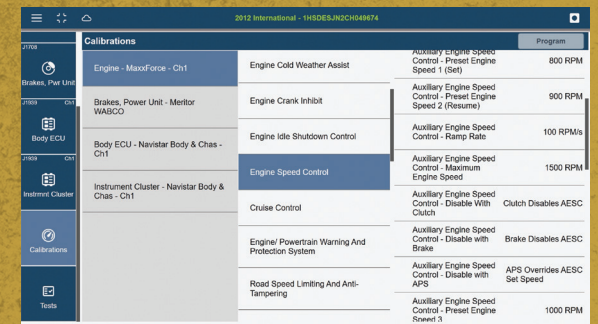 2012 International - 1HSDESJN2CH049674
J1708
Brakes, Pwr Unit
J1939 Ch1
Body ECU
J1939 Ch1
Instrmnt Cluster
Calibrations
Tests
Calibrations
Program
Engine - MaxxForce - Ch1
Brakes, Power Unit - Meritor
WABCO
Body ECU - Navistar Body & Chas -
Ch1
Instrument Cluster - Navistar Body &
Chas - Ch1
Engine Cold Weather Assist
Engine Crank Inhibit
Engine Idle Shutdown Control
Engine Speed Control
Cruise Control
Engine/ Powertrain Warning And
Protection System
Road Speed Limiting And Anti-
Tampering
Auxiliary Engine Speed
Control - Preset Engine
Speed 1 (Set)
800 RPM
Auxiliary Engine Speed
Control - Preset Engine
Speed 2 (Resume)
900 RPM
Auxiliary Engine Speed
Control - Ramp Rate
100 RPM/s
Auxiliary Engine Speed
Control - Maximum
Engine Speed
1500 RPM
Auxiliary Engine Speed
Control - Disable With
Clutch
Clutch Disables AESC
Auxiliary Engine Speed
Control - Disable with
Brake
Brake Disables AESC
Auxiliary Engine Speed
Control - Disable with
APS
APS Overrides AESC
Set Speed
Auxiliary Engine Speed
Control - Preset Engine
Speed 3
1000 RPM